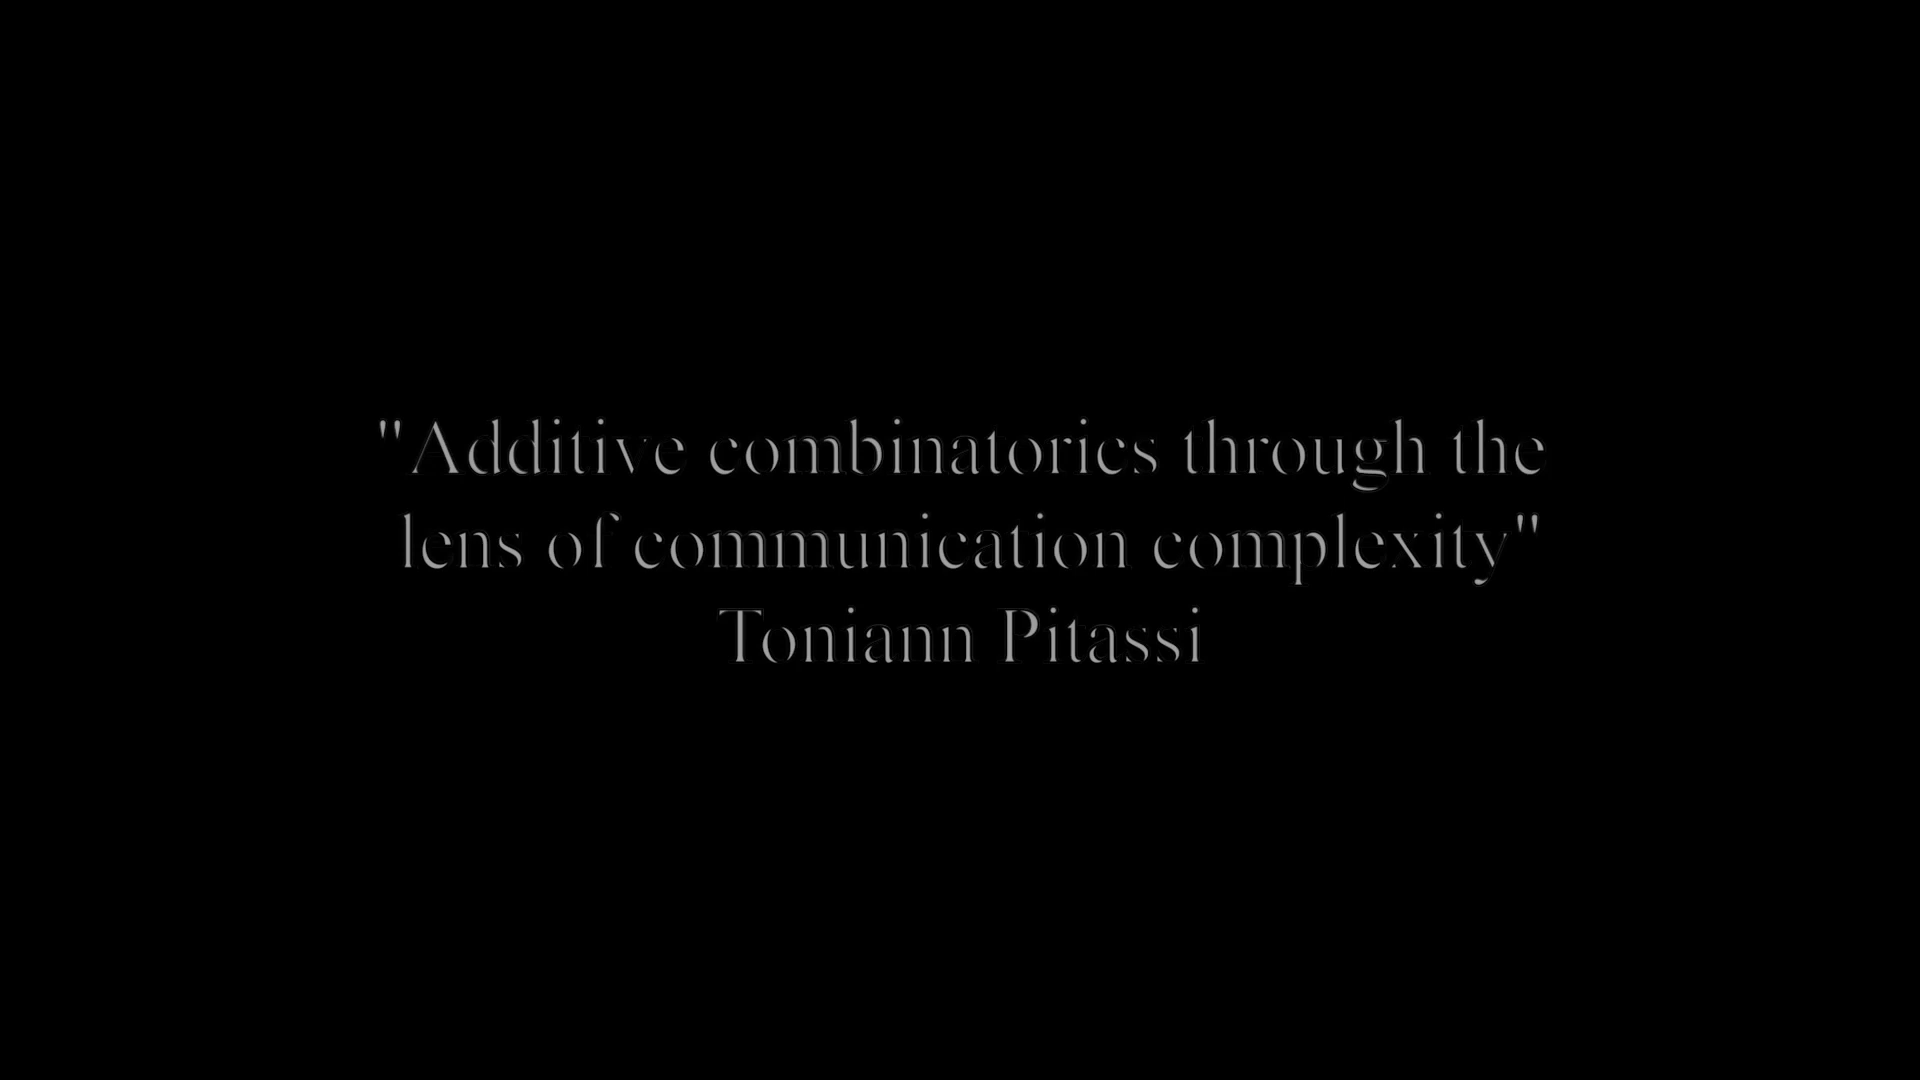 "Additive combinatorics through the
lens of communication complexity"
Toniann Pitassi